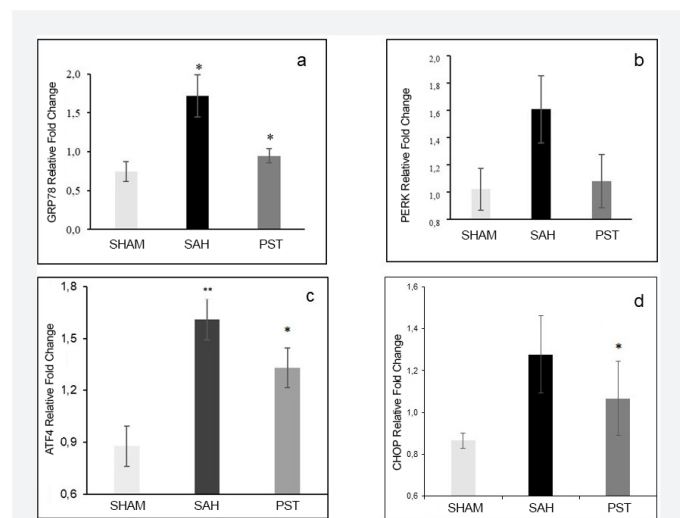 a
GRP78 Relative Fold Change
2,0
1,5
1,0
0,5
0,0
*
*
SHAM SAH PST
b
PERK Relative Fold Change
2,0
1,8
1,6
1,4
1,2
1,0
0,8
SHAM SAH PST
c
ATF4 Relative Fold Change
1,8
1,5
1,2
0,9
0,6
**
*
SHAM SAH PST
d
CHOP Relative Fold Change
1,6
1,4
1,2
1,0
0,8
0,6
*
SHAM SAH PST